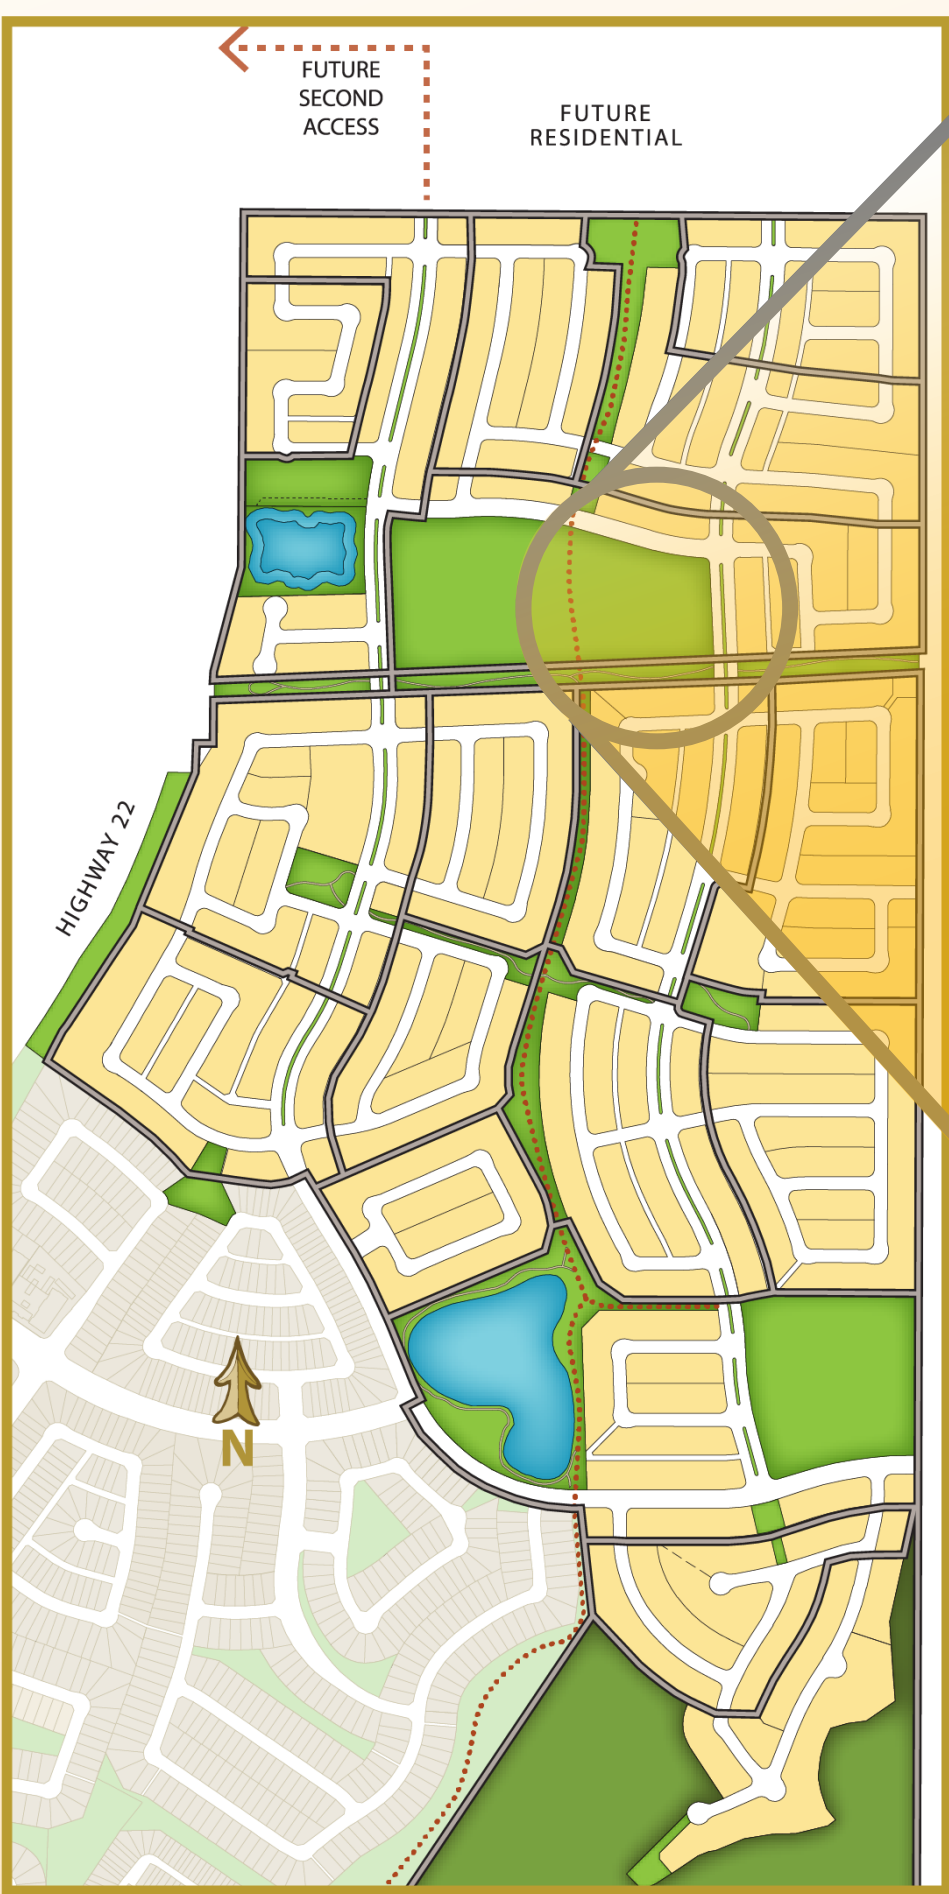 FUTURE
SECOND
ACCESS
FUTURE
RESIDENTIAL
HIGHWAY 22
N